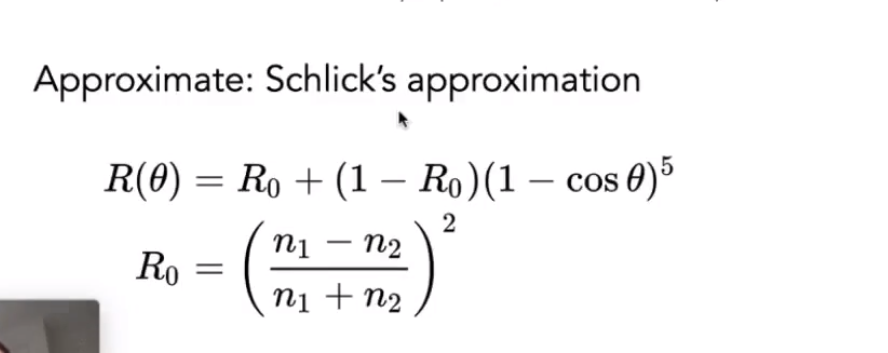 Approximate: Schlick's approximation
R(θ) = R₀ + (1 − R₀)(1 − cos θ)⁵
R₀ = ((n₁ − n₂)/(n₁ + n₂))²